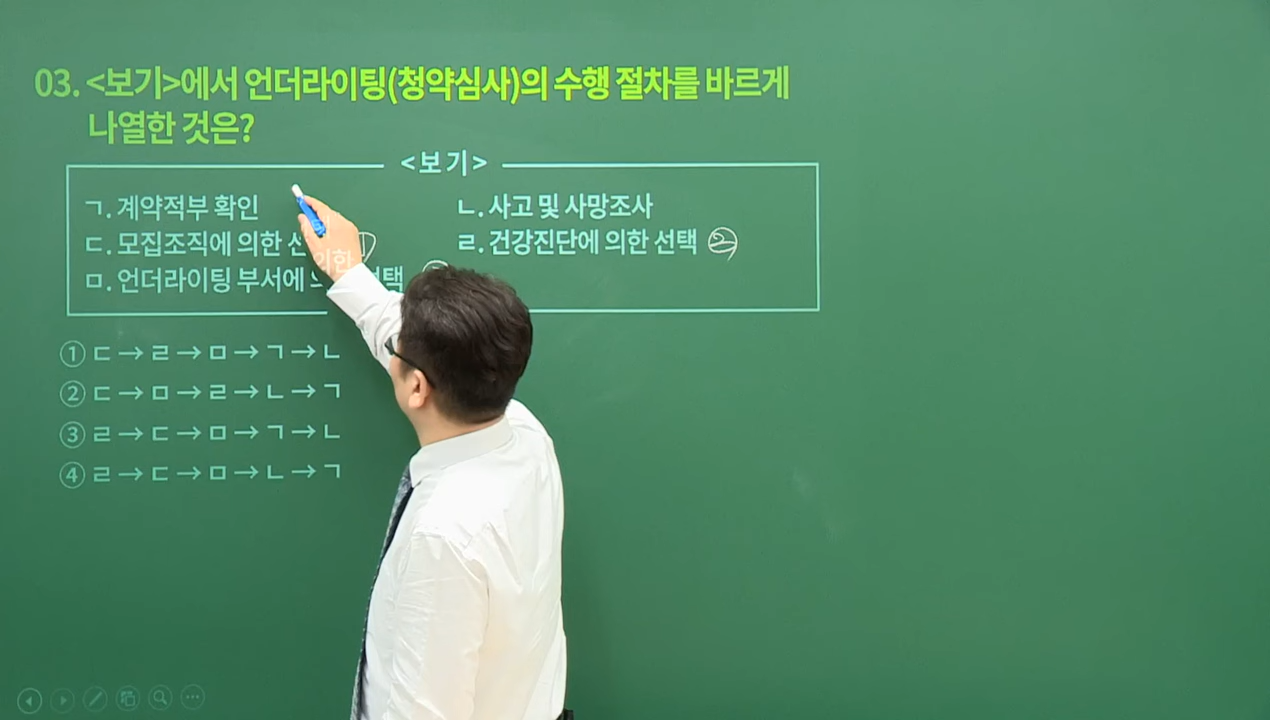 03. <보기>에서 언더라이팅(청약심사)의 수행 절차를 바르게
나열한 것은?
<보기>
ㄱ. 계약적부 확인
ㄴ. 사고 및 사망조사
ㄷ. 모집조직에 의한
ㄹ. 건강진단에 의한 선택 ②
ㅁ. 언더라이팅 부서에 선택
① ㄷ → ㄹ → ㅁ → ㄱ → ㄴ
② ㄷ → ㅁ → ㄹ → ㄴ → ㄱ
③ ㄹ → ㄷ → ㅁ → ㄱ → ㄴ
④ ㄹ → ㄷ → ㅁ → ㄴ → ㄱ